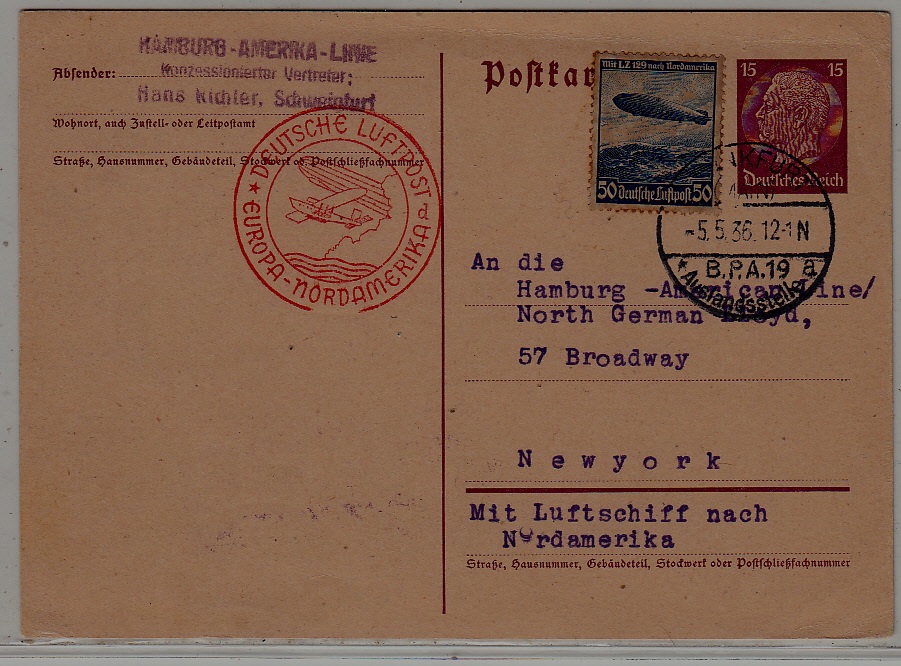 HAMBURG-AMERIKA-LINIE
Konzessionierter Vertreter;
Hans Richter, Schweinfurt
Absender:
Wohnort, auch Zustell- oder Leitpostamt
Straße, Hausnummer, Gebäudeteil, Stockwerk od. Postschließfachnummer
DEUTSCHE LUFTPOST
EUROPA-NORDAMERIKA
Postkar
Mit LZ 129 nach Nordamerika
50 Deutsche Luftpost 50
15 15
Deutsches Reich
-5.5.36.12-1N
B.P.A.19 a
Auslandsstelle
An die
Hamburg -American Line/
North German Lloyd,
57 Broadway
Newyork
Mit Luftschiff nach
Nordamerika
Straße, Hausnummer, Gebäudeteil, Stockwerk oder Postschließfachnummer